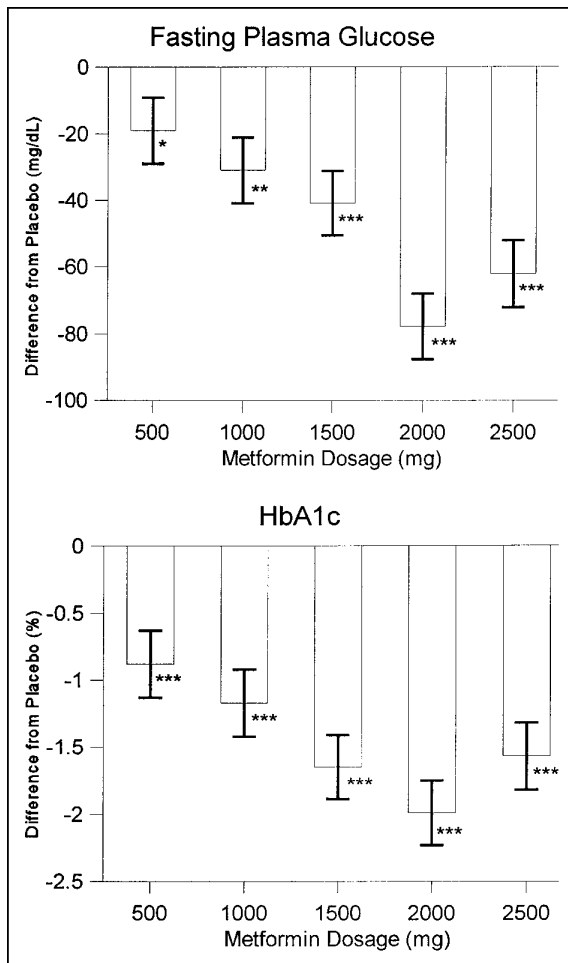 Fasting Plasma Glucose
0
-20
-40
-60
-80
-100
Difference from Placebo (mg/dL)
*
**
***
***
***
500 1000 1500 2000 2500
Metformin Dosage (mg)
HbA1c
0
-0.5
-1
-1.5
-2
-2.5
Difference from Placebo (%)
***
***
***
***
***
500 1000 1500 2000 2500
Metformin Dosage (mg)